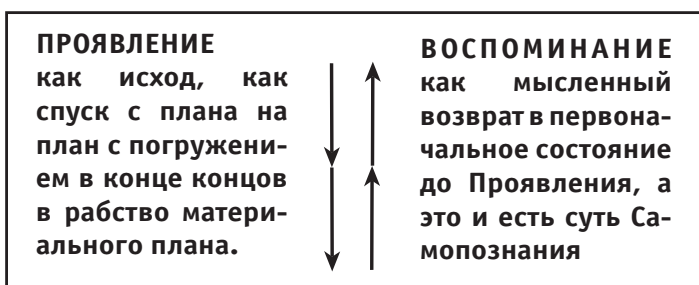 ПРОЯВЛЕНИЕ
как исход, как
спуск с плана на
план с погружени-
ем в конце концов
в рабство матери-
ального плана.
ВОСПОМИНАНИЕ
как мысленный
возврат в первона-
чальное состояние
до Проявления, а
это и есть суть Са-
мопознания